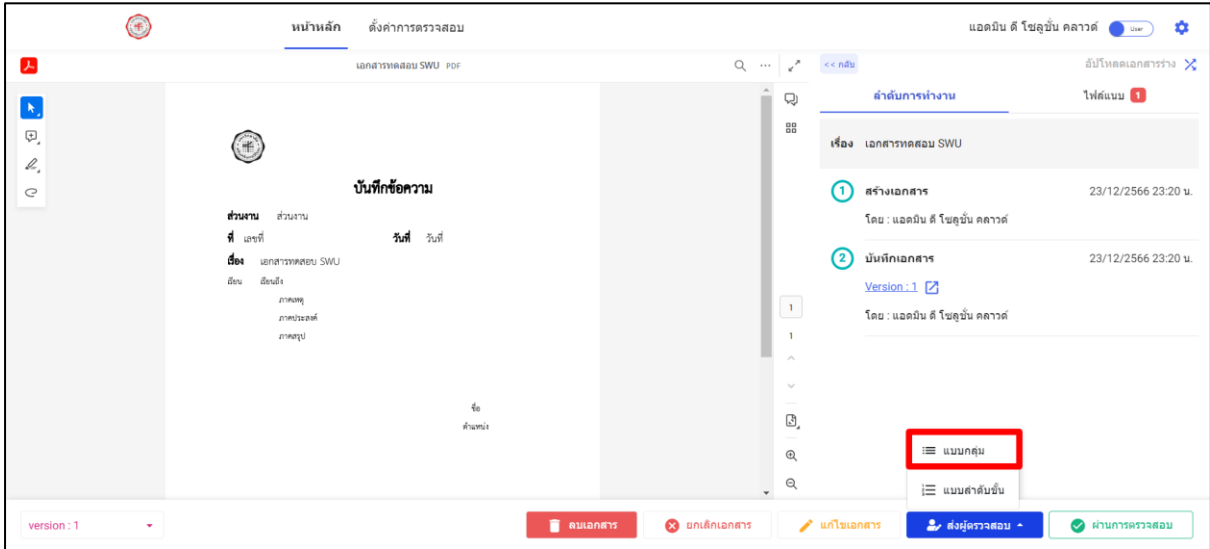 หน้าหลัก ตั้งค่าการตรวจสอบ แอดมิน ดี โซลูชั่น คลาวด์ User
เอกสารทดสอบ SWU PDF
<< กลับ อัปโหลดเอกสารร่าง
ลำดับการทำงาน ไฟล์แนบ 1
เรื่อง เอกสารทดสอบ SWU
1 สร้างเอกสาร 23/12/2566 23:20 น.
โดย : แอดมิน ดี โซลูชั่น คลาวด์
2 บันทึกเอกสาร 23/12/2566 23:20 น.
Version : 1
โดย : แอดมิน ดี โซลูชั่น คลาวด์
บันทึกข้อความ
ส่วนงาน ส่วนงาน
ที่ เลขที่ วันที่ วันที่
เรื่อง เอกสารทดสอบ SWU
เรียน เรียนถึง
ภาคเหตุ
ภาคประสงค์
ภาคสรุป
ชื่อ
ตำแหน่ง
1
1
แบบกลุ่ม
แบบลำดับขั้น
version : 1 ลบเอกสาร ยกเลิกเอกสาร แก้ไขเอกสาร ส่งผู้ตรวจสอบ ผ่านการตรวจสอบ